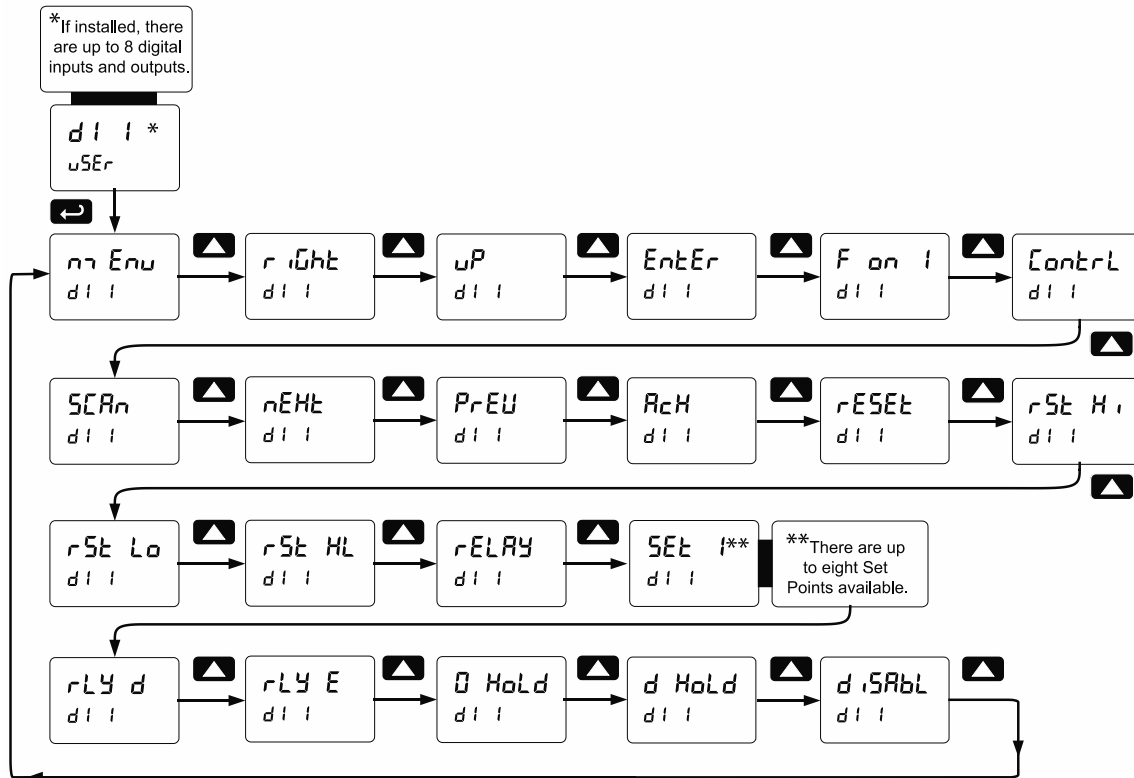 *If installed, there
are up to 8 digital
inputs and outputs.
dI 1 *
uSEr
mEnu
dI 1
riGht
dI 1
uP
dI 1
EntEr
dI 1
F on 1
dI 1
ContrL
dI 1
SCAn
dI 1
nEHt
dI 1
PrEU
dI 1
AcH
dI 1
rESEt
dI 1
rSt Hi
dI 1
rSt Lo
dI 1
rSt HL
dI 1
rELAY
dI 1
SEt 1**
dI 1
**There are up
to eight Set
Points available.
rLY d
dI 1
rLY E
dI 1
O HoLd
dI 1
d HoLd
dI 1
diSAbL
dI 1